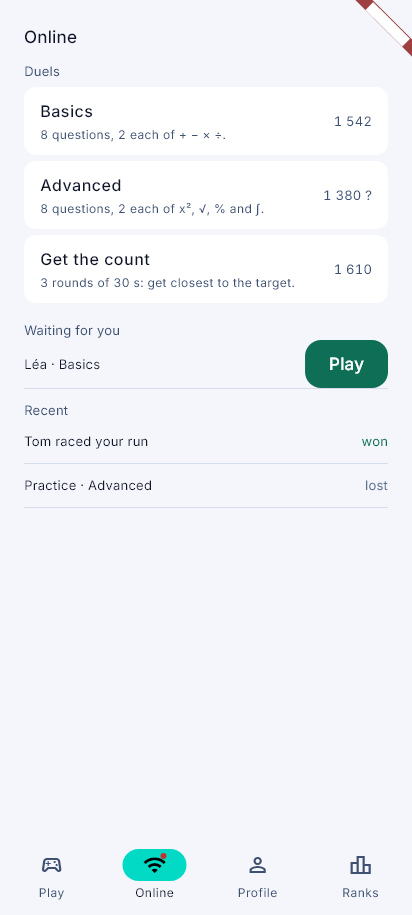 Online
Duels
Basics
8 questions, 2 each of + − × ÷.
1 542
Advanced
8 questions, 2 each of x², √, % and ∫.
1 380 ?
Get the count
3 rounds of 30 s: get closest to the target.
1 610
Waiting for you
Léa · Basics
Play
Recent
Tom raced your run
won
Practice · Advanced
lost
Play
Online
Profile
Ranks